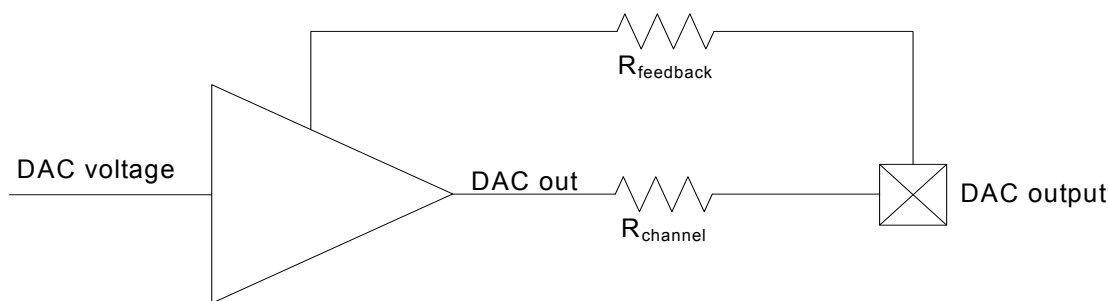 R_feedback
DAC voltage
DAC out
DAC output
R_channel